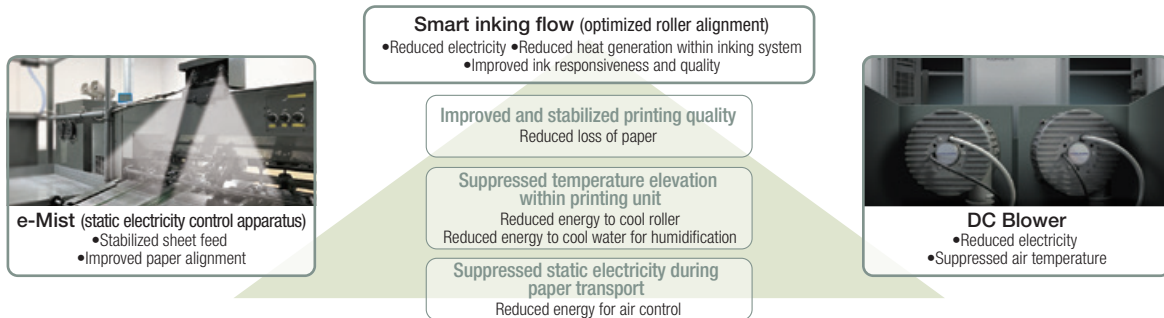 Smart inking flow (optimized roller alignment)
•Reduced electricity •Reduced heat generation within inking system
•Improved ink responsiveness and quality
Improved and stabilized printing quality
Reduced loss of paper
Suppressed temperature elevation
within printing unit
Reduced energy to cool roller
Reduced energy to cool water for humidification
Suppressed static electricity during
paper transport
Reduced energy for air control
e-Mist (static electricity control apparatus)
•Stabilized sheet feed
•Improved paper alignment
DC Blower
•Reduced electricity
•Suppressed air temperature